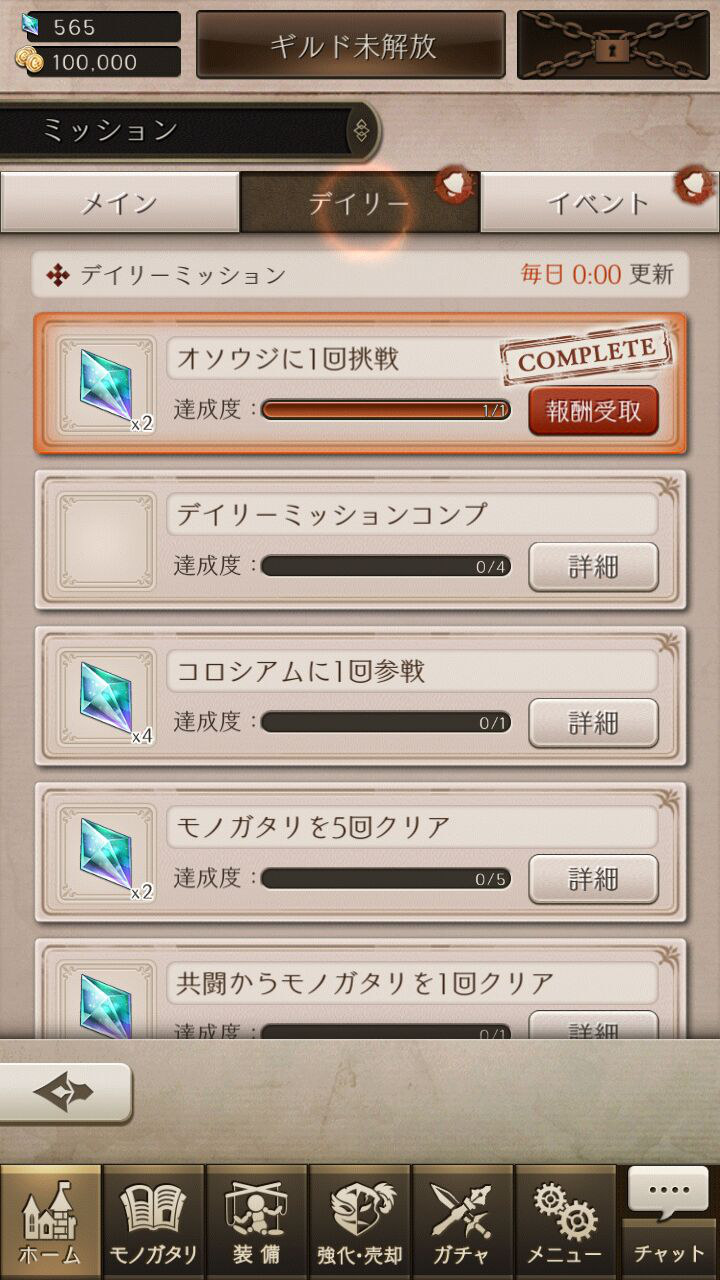 565
100,000
ギルド未解放
ミッション
メイン
デイリー
イベント
デイリーミッション
毎日 0:00 更新
オソウジに1回挑戦
COMPLETE
x2
達成度：
1/1
報酬受取
デイリーミッションコンプ
達成度：
0/4
詳細
コロシアムに1回参戦
x4
達成度：
0/1
詳細
モノガタリを5回クリア
x2
達成度：
0/5
詳細
共闘からモノガタリを1回クリア
達成度：
0/1
詳細
ホーム
モノガタリ
装備
強化・売却
ガチャ
メニュー
チャット